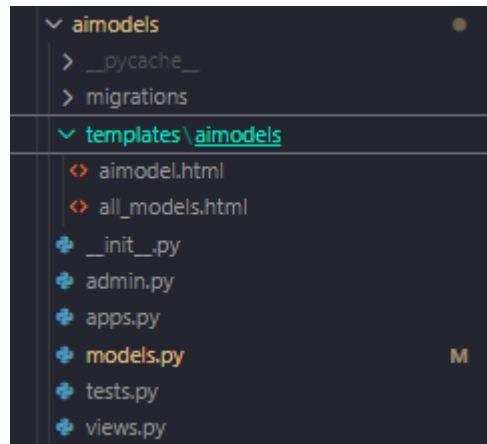 aimodels
__pycache__
migrations
templates\aimodels
<> aimodel.html
<> all_models.html
__init__.py
admin.py
apps.py
models.py M
tests.py
views.py